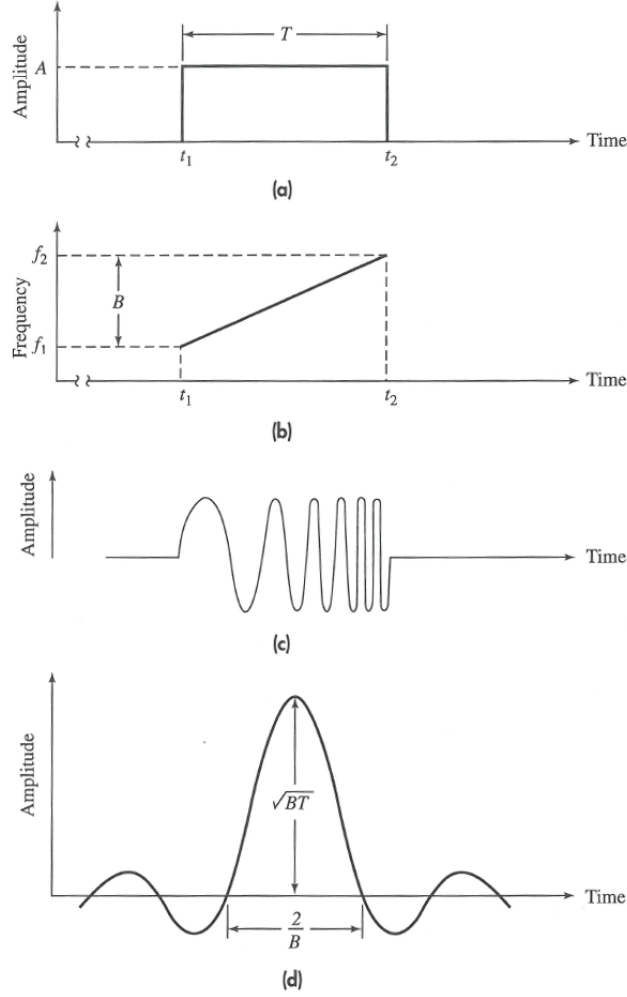 Amplitude
A
T
t₁
t₂
Time
(a)
Frequency
f₂
B
f₁
t₁
t₂
Time
(b)
Amplitude
Time
(c)
Amplitude
√BT
Time
2/B
(d)